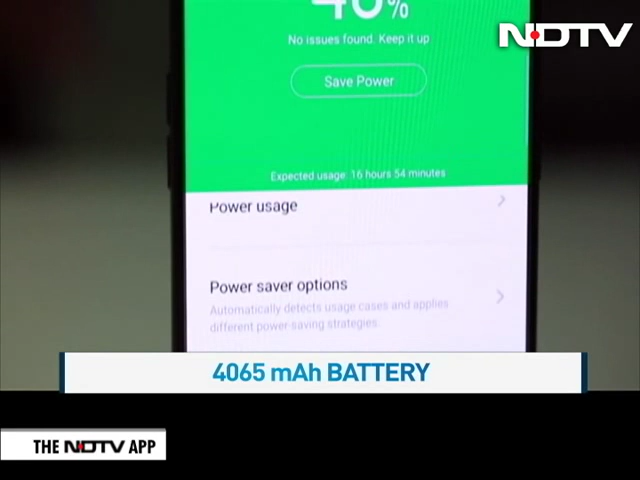 NDTV
No issues found. Keep it up
Save Power
Expected usage: 16 hours 54 minutes
Power usage
Power saver options
Automatically detects usage cases and applies
different power-saving strategies.
4065 mAh BATTERY
THE NDTV APP